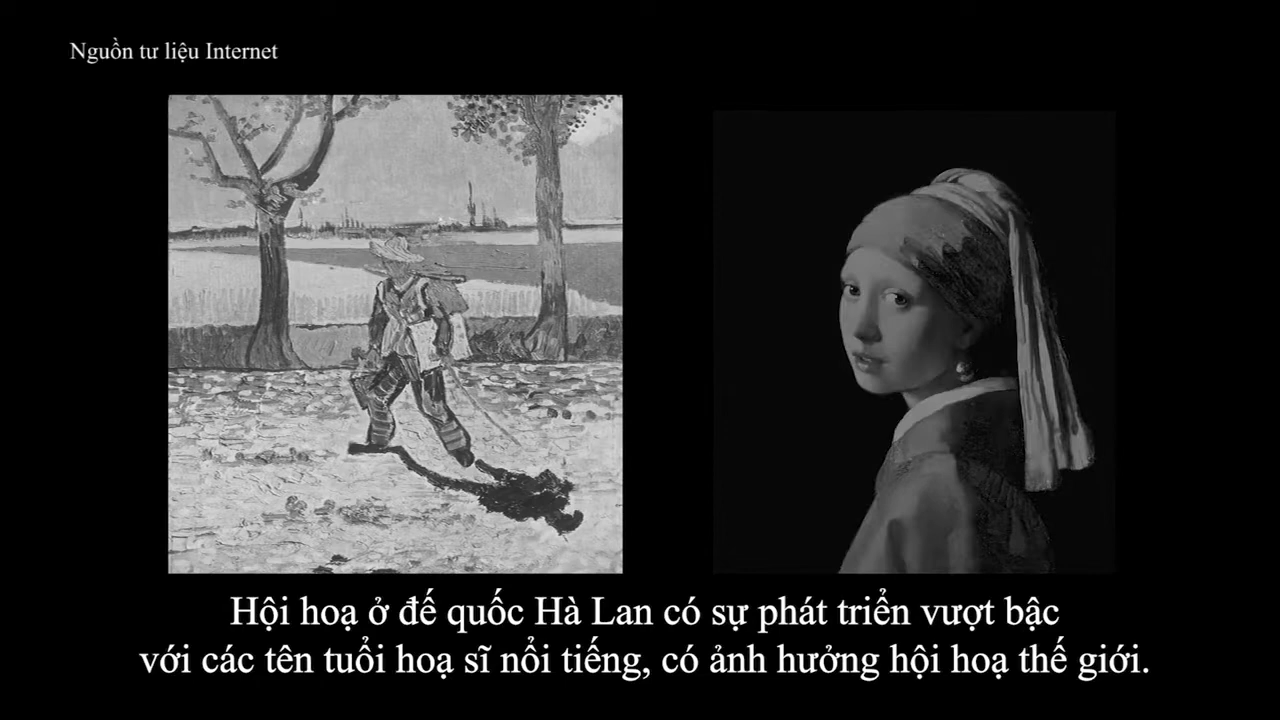 Nguồn tư liệu Internet
Hội hoạ ở đế quốc Hà Lan có sự phát triển vượt bậc
với các tên tuổi hoạ sĩ nổi tiếng, có ảnh hưởng hội hoạ thế giới.